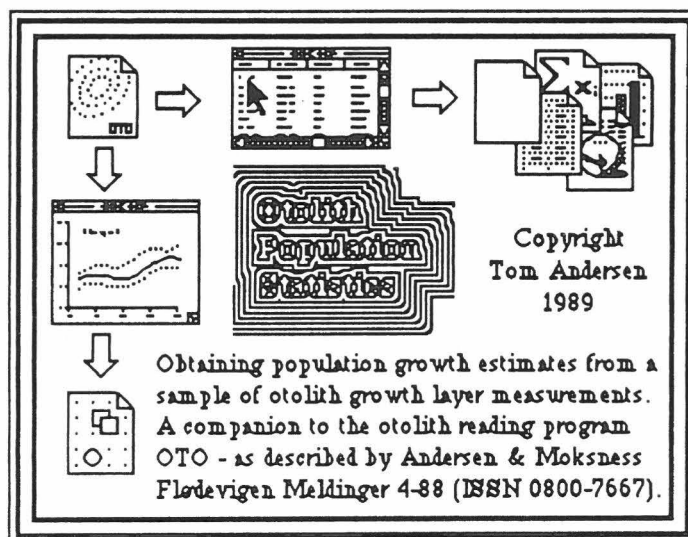 OTO
Otolith
Population
Statistics
Copyright
Tom Andersen
1989
Obtaining population growth estimates from a
sample of otolith growth layer measurements.
A companion to the otolith reading program
OTO - as described by Andersen & Moksness
Flødevigen Meldinger 4-88 (ISSN 0800-7667).